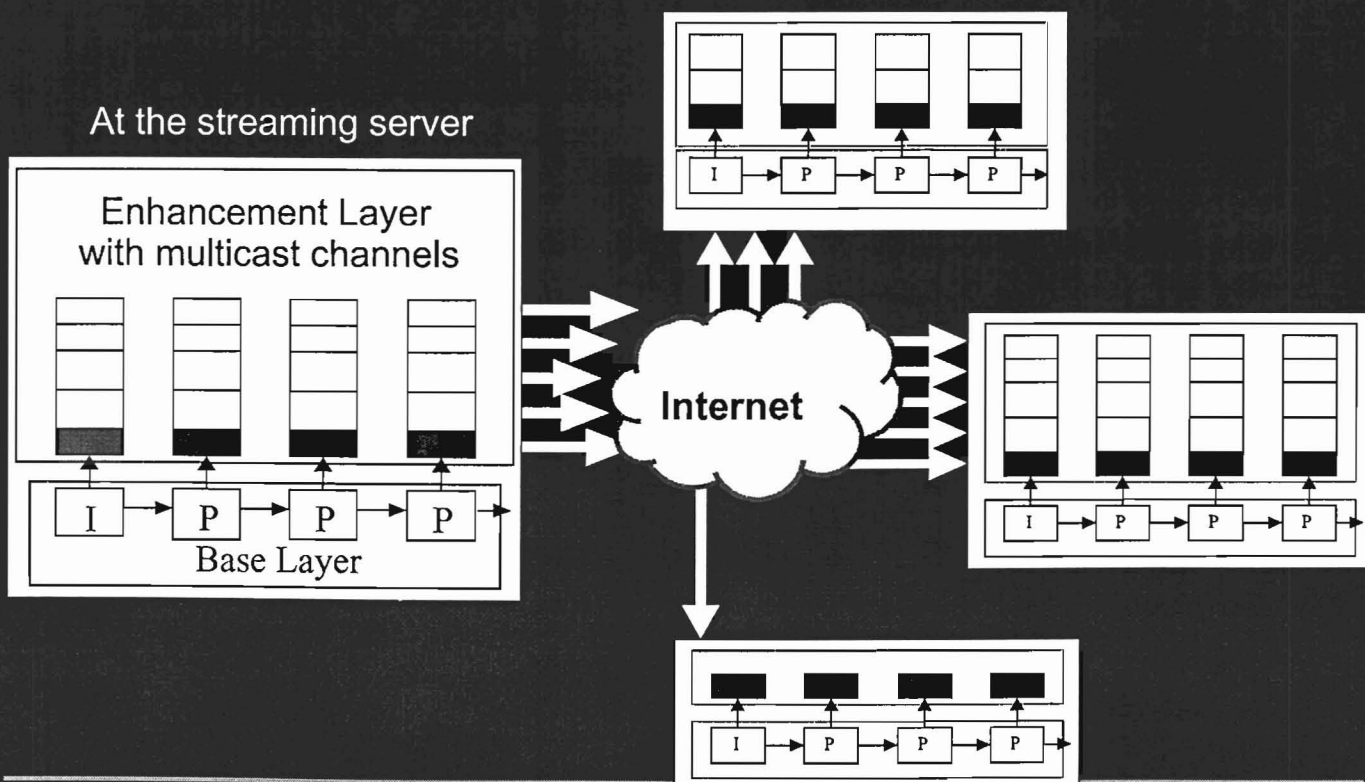 At the streaming server
Enhancement Layer
with multicast channels
I P P P
Base Layer
Internet
I P P P
I P P P
I P P P